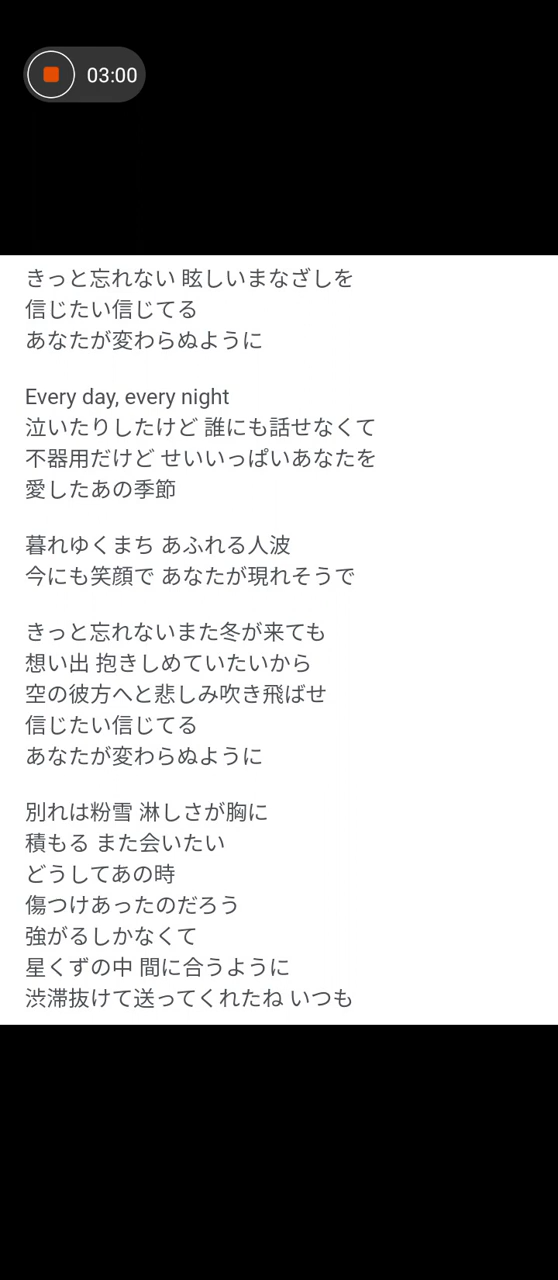 03:00
きっと忘れない 眩しいまなざしを
信じたい信じてる
あなたが変わらぬように
Every day, every night
泣いたりしたけど 誰にも話せなくて
不器用だけど せいいっぱいあなたを
愛したあの季節
暮れゆくまち あふれる人波
今にも笑顔で あなたが現れそうで
きっと忘れないまた冬が来ても
想い出 抱きしめていたいから
空の彼方へと悲しみ吹き飛ばせ
信じたい信じてる
あなたが変わらぬように
別れは粉雪 淋しさが胸に
積もる また会いたい
どうしてあの時
傷つけあったのだろう
強がるしかなくて
星くずの中 間に合うように
渋滞抜けて送ってくれたね いつも